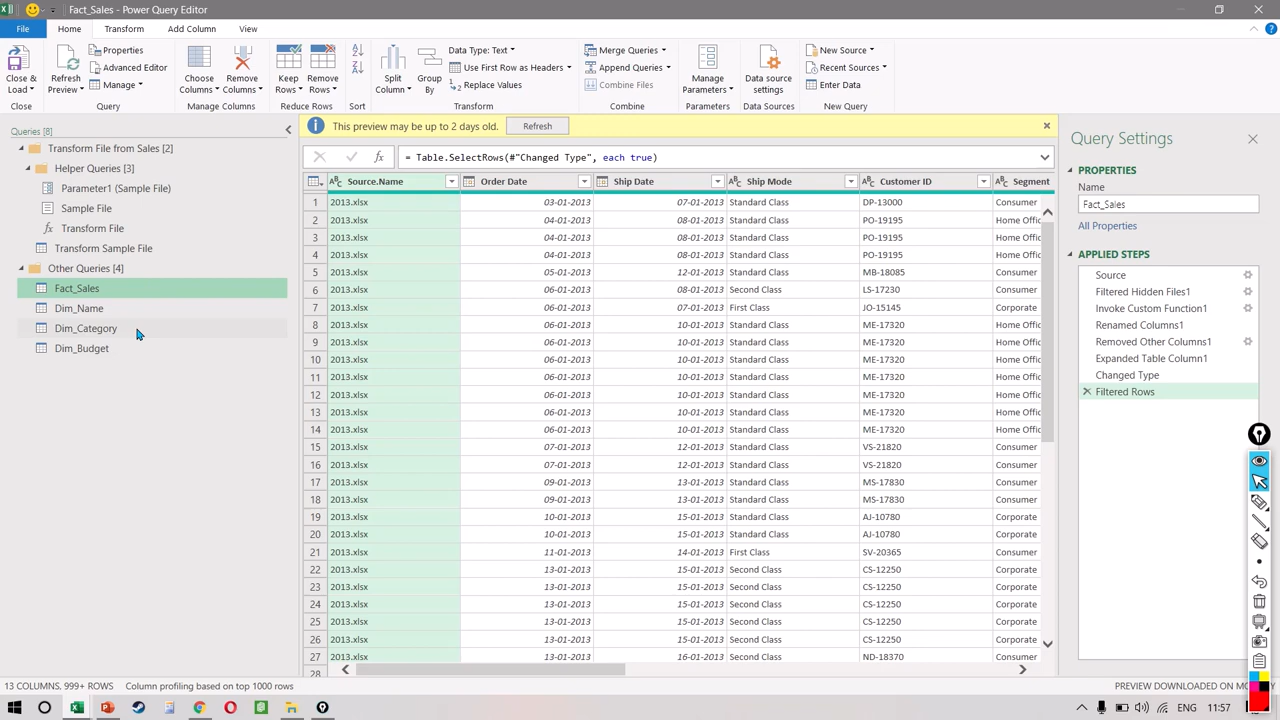 Fact_Sales - Power Query Editor
File Home Transform Add Column View
Close & Load
Refresh Preview
Properties
Advanced Editor
Manage
Choose Columns
Remove Columns
Keep Rows
Remove Rows
Split Column
Group By
Data Type: Text
Use First Row as Headers
Replace Values
Merge Queries
Append Queries
Combine Files
Manage Parameters
Data source settings
New Source
Recent Sources
Enter Data
Close Query Manage Columns Reduce Rows Sort Transform Combine Parameters Data Sources New Query
Queries [8]
Transform File from Sales [2]
Helper Queries [3]
Parameter1 (Sample File)
Sample File
fx Transform File
Transform Sample File
Other Queries [4]
Fact_Sales
Dim_Name
Dim_Category
Dim_Budget
This preview may be up to 2 days old. Refresh
fx = Table.SelectRows(#"Changed Type", each true)
Source.Name Order Date Ship Date Ship Mode Customer ID Segment
1 2013.xlsx 03-01-2013 07-01-2013 Standard Class DP-13000 Consumer
2 2013.xlsx 04-01-2013 08-01-2013 Standard Class PO-19195 Home Offic
3 2013.xlsx 04-01-2013 08-01-2013 Standard Class PO-19195 Home Offic
4 2013.xlsx 04-01-2013 08-01-2013 Standard Class PO-19195 Home Offic
5 2013.xlsx 05-01-2013 12-01-2013 Standard Class MB-18085 Consumer
6 2013.xlsx 06-01-2013 08-01-2013 Second Class LS-17230 Consumer
7 2013.xlsx 06-01-2013 07-01-2013 First Class JO-15145 Corporate
8 2013.xlsx 06-01-2013 10-01-2013 Standard Class ME-17320 Home Offic
9 2013.xlsx 06-01-2013 10-01-2013 Standard Class ME-17320 Home Offic
10 2013.xlsx 06-01-2013 10-01-2013 Standard Class ME-17320 Home Offic
11 2013.xlsx 06-01-2013 10-01-2013 Standard Class ME-17320 Home Offic
12 2013.xlsx 06-01-2013 10-01-2013 Standard Class ME-17320 Home Offic
13 2013.xlsx 06-01-2013 10-01-2013 Standard Class ME-17320 Home Offic
14 2013.xlsx 06-01-2013 10-01-2013 Standard Class ME-17320 Home Offic
15 2013.xlsx 07-01-2013 12-01-2013 Standard Class VS-21820 Consumer
16 2013.xlsx 07-01-2013 12-01-2013 Standard Class VS-21820 Consumer
17 2013.xlsx 09-01-2013 13-01-2013 Standard Class MS-17830 Consumer
18 2013.xlsx 09-01-2013 13-01-2013 Standard Class MS-17830 Consumer
19 2013.xlsx 10-01-2013 15-01-2013 Standard Class AJ-10780 Corporate
20 2013.xlsx 10-01-2013 15-01-2013 Standard Class AJ-10780 Corporate
21 2013.xlsx 11-01-2013 14-01-2013 First Class SV-20365 Consumer
22 2013.xlsx 13-01-2013 15-01-2013 Second Class CS-12250 Corporate
23 2013.xlsx 13-01-2013 15-01-2013 Second Class CS-12250 Corporate
24 2013.xlsx 13-01-2013 15-01-2013 Second Class CS-12250 Corporate
25 2013.xlsx 13-01-2013 15-01-2013 Second Class CS-12250 Corporate
26 2013.xlsx 13-01-2013 15-01-2013 Second Class CS-12250 Corporate
27 2013.xlsx 13-01-2013 16-01-2013 Second Class ND-18370 Consumer
28
Query Settings
PROPERTIES
Name
Fact_Sales
All Properties
APPLIED STEPS
Source
Filtered Hidden Files1
Invoke Custom Function1
Renamed Columns1
Removed Other Columns1
Expanded Table Column1
Changed Type
Filtered Rows
13 COLUMNS, 999+ ROWS Column profiling based on top 1000 rows PREVIEW DOWNLOADED ON
ENG 11:57